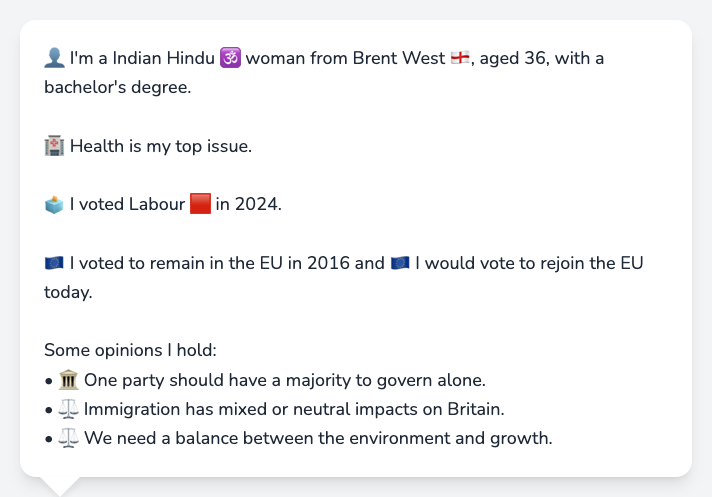 👤 I'm a Indian Hindu 🕉️ woman from Brent West 🏴󠁧󠁢󠁥󠁮󠁧󠁿, aged 36, with a
bachelor's degree.
🏥 Health is my top issue.
🗳️ I voted Labour 🟥 in 2024.
🇪🇺 I voted to remain in the EU in 2016 and 🇪🇺 I would vote to rejoin the EU
today.
Some opinions I hold:
• 🏛️ One party should have a majority to govern alone.
• ⚖️ Immigration has mixed or neutral impacts on Britain.
• ⚖️ We need a balance between the environment and growth.